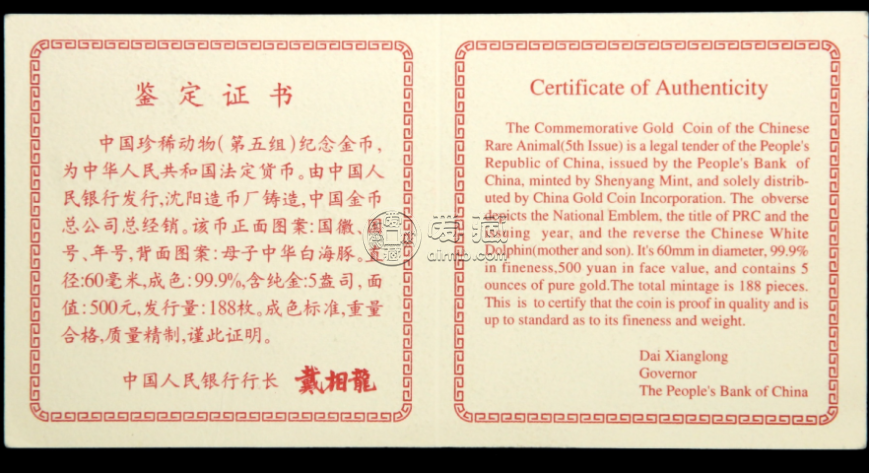 鉴定证书
中国珍稀动物(第五组)纪念金币,
为中华人民共和国法定货币。由中国人
民银行发行,沈阳造币厂铸造,中国金币
总公司总经销。该币正面图案:国徽、国
号、年号,背面图案:母子中华白海豚。直
径:60毫米,成色:99.9%,含纯金:5盎司,面
值:500元,发行量:188枚。成色标准,重量
合格,质量精制,谨此证明。
中国人民银行行长 戴相龍
Certificate of Authenticity
The Commemorative Gold Coin of the Chinese
Rare Animal(5th Issue) is a legal tender of the People's
Republic of China, issued by the People's Bank of
China, minted by Shenyang Mint, and solely distrib-
uted by China Gold Coin Incorporation. The obverse
depicts the National Emblem, the title of PRC and the
issuing year, and the reverse the Chinese White
Dolphin(mother and son). It's 60mm in diameter, 99.9%
in fineness,500 yuan in face value, and contains 5
ounces of pure gold.The total mintage is 188 pieces.
This is to certify that the coin is proof in quality and is
up to standard as to its fineness and weight.
Dai Xianglong
Governor
The People's Bank of China
爱藏
airmb.com